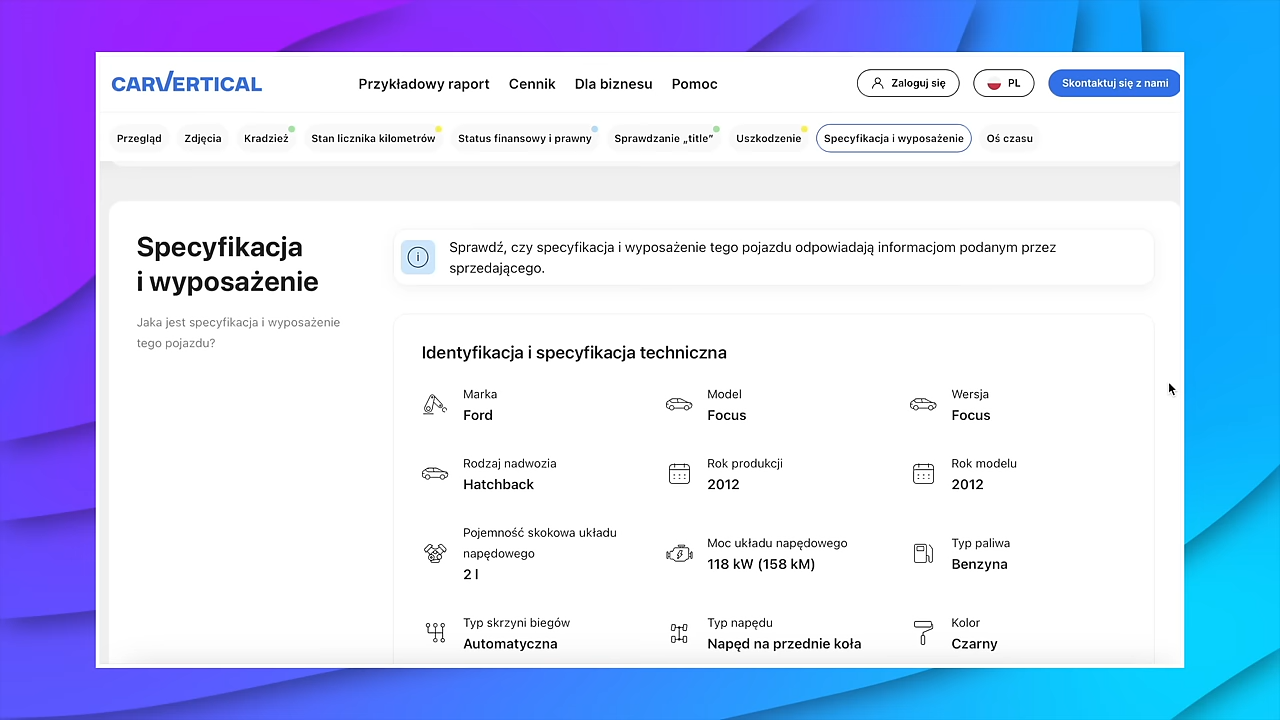 CARVERTICAL
Przykładowy raport Cennik Dla biznesu Pomoc
Zaloguj się PL Skontaktuj się z nami
Przegląd Zdjęcia Kradzież Stan licznika kilometrów Status finansowy i prawny Sprawdzanie „title” Uszkodzenie Specyfikacja i wyposażenie Oś czasu
Specyfikacja
i wyposażenie
Jaka jest specyfikacja i wyposażenie
tego pojazdu?
Sprawdź, czy specyfikacja i wyposażenie tego pojazdu odpowiadają informacjom podanym przez
sprzedającego.
Identyfikacja i specyfikacja techniczna
Marka
Ford
Model
Focus
Wersja
Focus
Rodzaj nadwozia
Hatchback
Rok produkcji
2012
Rok modelu
2012
Pojemność skokowa układu
napędowego
2 l
Moc układu napędowego
118 kW (158 kM)
Typ paliwa
Benzyna
Typ skrzyni biegów
Automatyczna
Typ napędu
Napęd na przednie koła
Kolor
Czarny